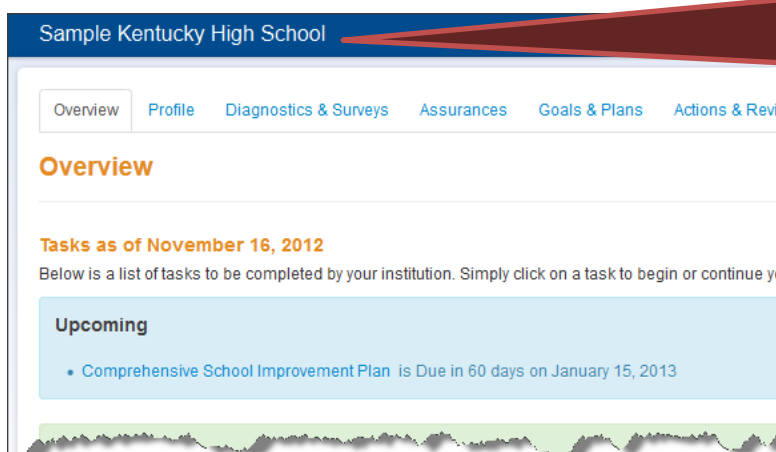 Sample Kentucky High School
Overview Profile Diagnostics & Surveys Assurances Goals & Plans Actions &
Overview
Tasks as of November 16, 2012
Below is a list of tasks to be completed by your institution. Simply click on a task to begin or continue
Upcoming
• Comprehensive School Improvement Plan is Due in 60 days on January 15, 2013